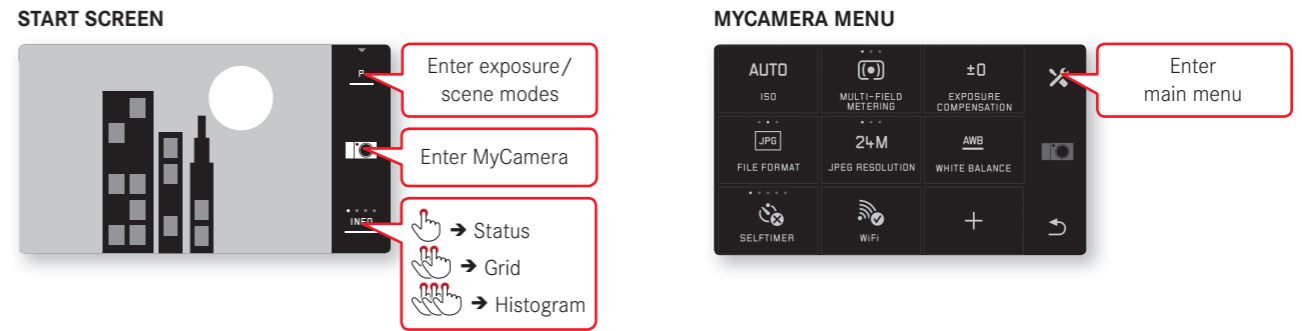 START SCREEN
P
Enter exposure/
scene modes
Enter MyCamera
INFO
➔ Status
➔ Grid
➔ Histogram
MYCAMERA MENU
AUTO
ISO
MULTI-FIELD
METERING
±0
EXPOSURE
COMPENSATION
Enter
main menu
JPG
FILE FORMAT
24M
JPEG RESOLUTION
AWB
WHITE BALANCE
SELFTIMER
WiFi
+